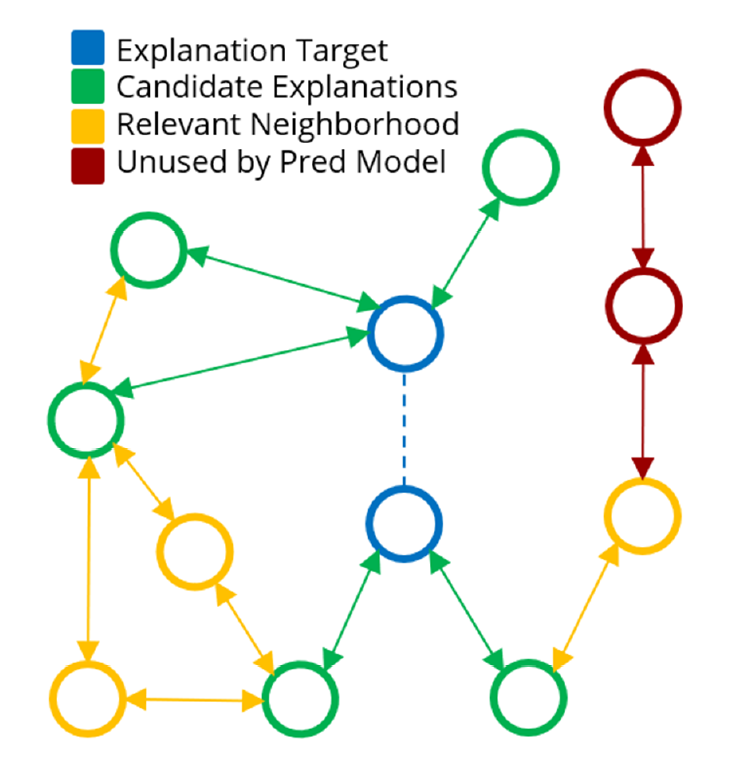 Explanation Target
Candidate Explanations
Relevant Neighborhood
Unused by Pred Model